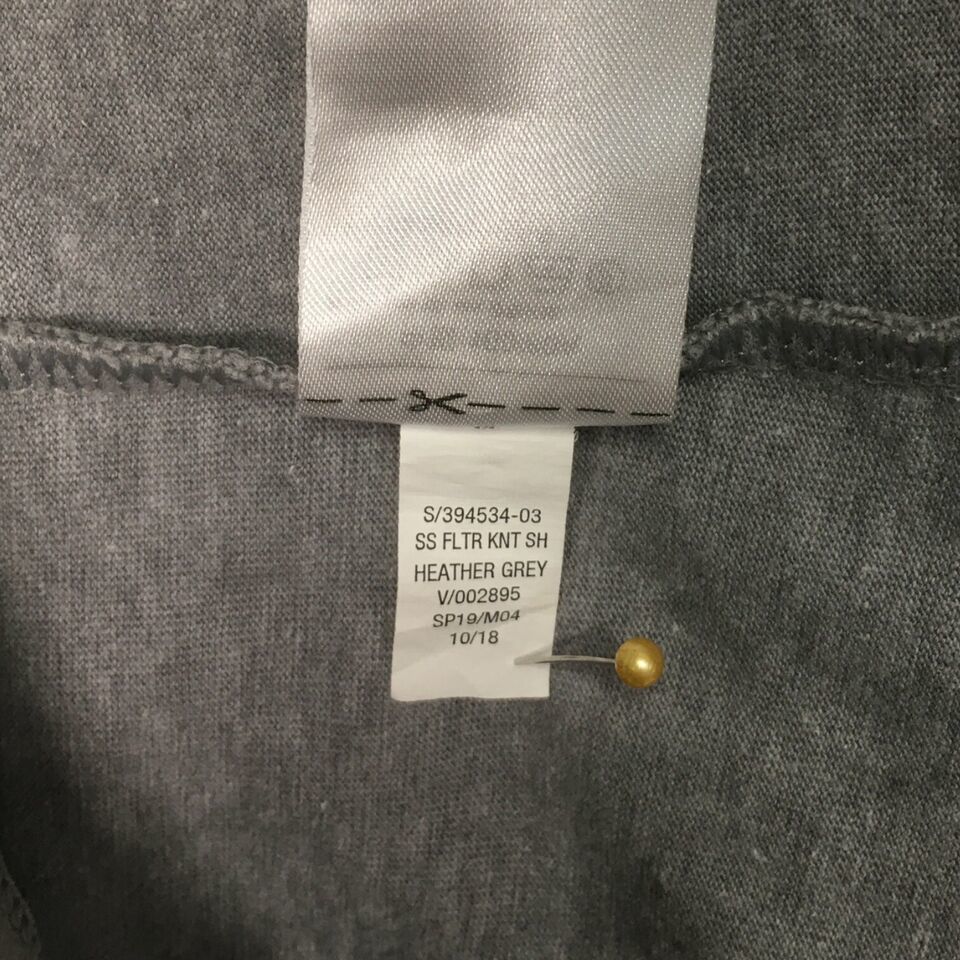 S/394534-03
SS FLTR KNT SH
HEATHER GREY
V/002895
SP19/M04
10/18